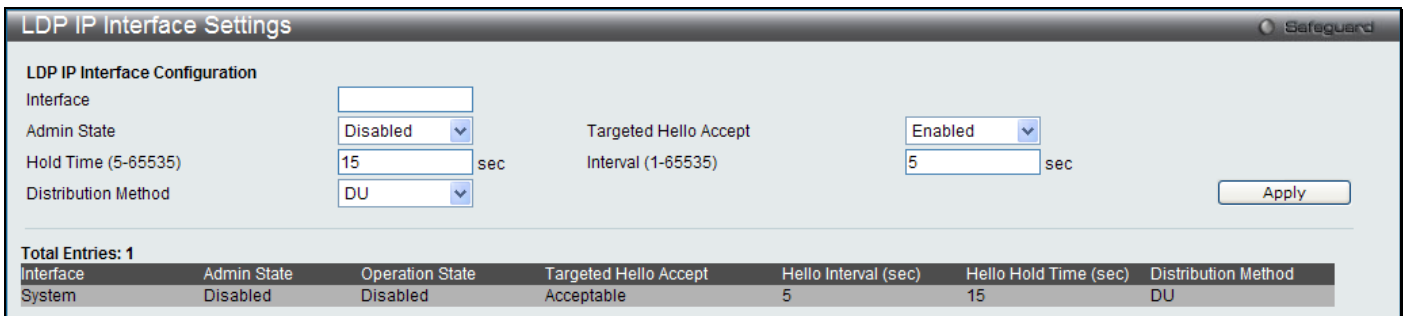 LDP IP Interface Settings
Safeguard
LDP IP Interface Configuration
Interface
Admin State Disabled Targeted Hello Accept Enabled
Hold Time (5-65535) 15 sec Interval (1-65535) 5 sec
Distribution Method DU Apply
Total Entries: 1
Interface Admin State Operation State Targeted Hello Accept Hello Interval (sec) Hello Hold Time (sec) Distribution Method
System Disabled Disabled Acceptable 5 15 DU